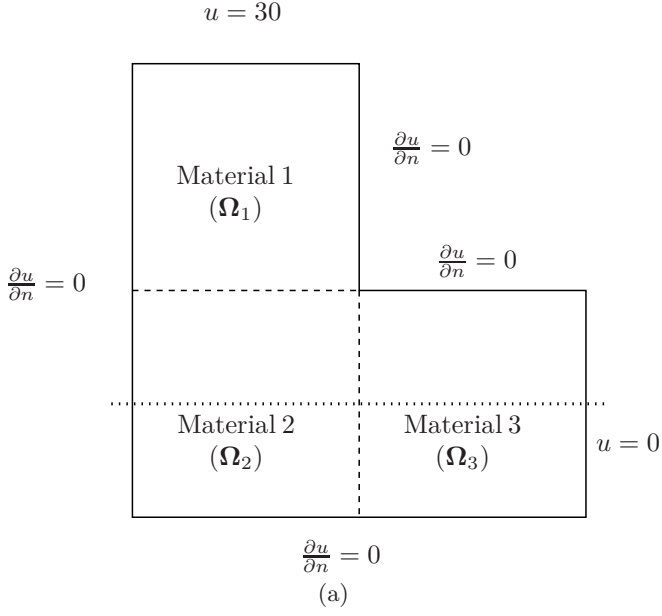 u = 30
∂u/∂n = 0
Material 1
(Ω₁)
∂u/∂n = 0
∂u/∂n = 0
Material 2
(Ω₂)
Material 3
(Ω₃)
u = 0
∂u/∂n = 0
(a)